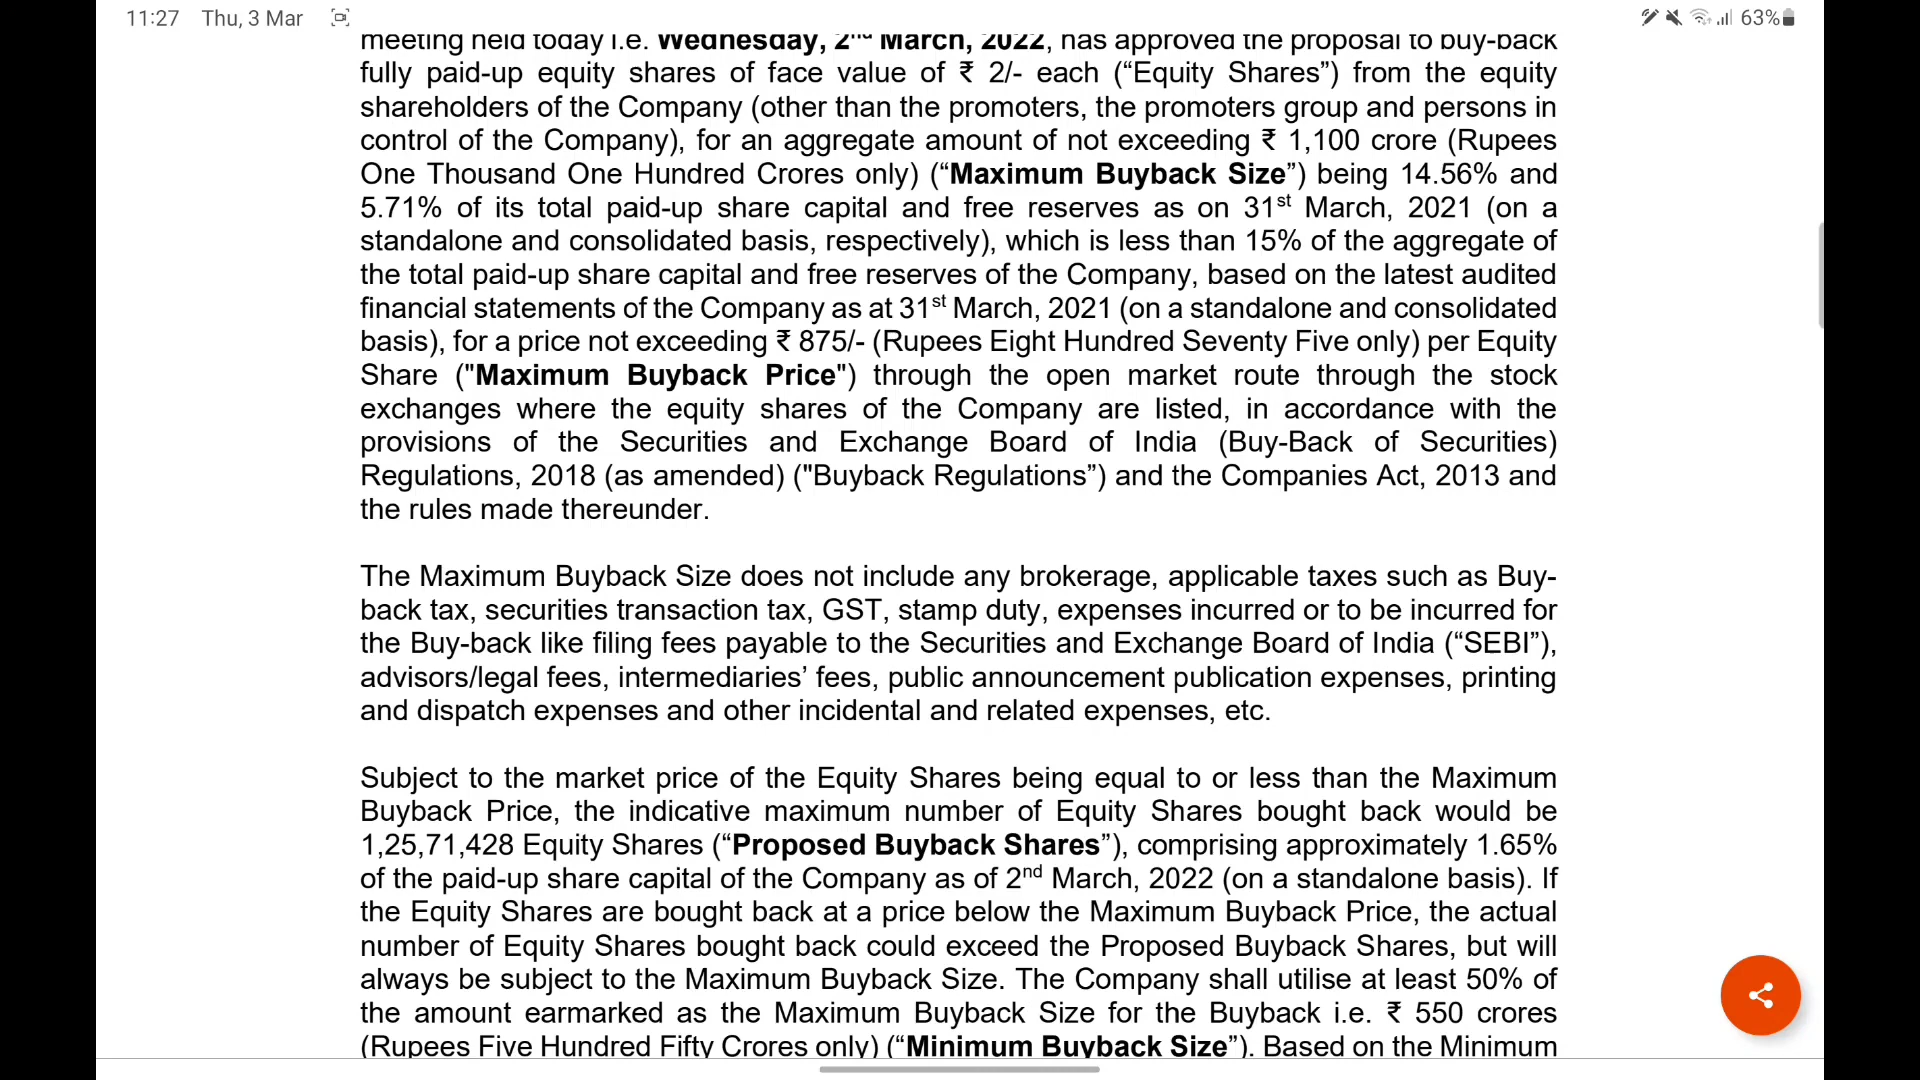 11:27 Thu, 3 Mar 63%
meeting held today i.e. Wednesday, 2nd March, 2022, has approved the proposal to buy-back
fully paid-up equity shares of face value of ₹ 2/- each (“Equity Shares”) from the equity
shareholders of the Company (other than the promoters, the promoters group and persons in
control of the Company), for an aggregate amount of not exceeding ₹ 1,100 crore (Rupees
One Thousand One Hundred Crores only) (“Maximum Buyback Size”) being 14.56% and
5.71% of its total paid-up share capital and free reserves as on 31st March, 2021 (on a
standalone and consolidated basis, respectively), which is less than 15% of the aggregate of
the total paid-up share capital and free reserves of the Company, based on the latest audited
financial statements of the Company as at 31st March, 2021 (on a standalone and consolidated
basis), for a price not exceeding ₹ 875/- (Rupees Eight Hundred Seventy Five only) per Equity
Share ("Maximum Buyback Price") through the open market route through the stock
exchanges where the equity shares of the Company are listed, in accordance with the
provisions of the Securities and Exchange Board of India (Buy-Back of Securities)
Regulations, 2018 (as amended) ("Buyback Regulations”) and the Companies Act, 2013 and
the rules made thereunder.
The Maximum Buyback Size does not include any brokerage, applicable taxes such as Buy-
back tax, securities transaction tax, GST, stamp duty, expenses incurred or to be incurred for
the Buy-back like filing fees payable to the Securities and Exchange Board of India (“SEBI”),
advisors/legal fees, intermediaries’ fees, public announcement publication expenses, printing
and dispatch expenses and other incidental and related expenses, etc.
Subject to the market price of the Equity Shares being equal to or less than the Maximum
Buyback Price, the indicative maximum number of Equity Shares bought back would be
1,25,71,428 Equity Shares (“Proposed Buyback Shares”), comprising approximately 1.65%
of the paid-up share capital of the Company as of 2nd March, 2022 (on a standalone basis). If
the Equity Shares are bought back at a price below the Maximum Buyback Price, the actual
number of Equity Shares bought back could exceed the Proposed Buyback Shares, but will
always be subject to the Maximum Buyback Size. The Company shall utilise at least 50% of
the amount earmarked as the Maximum Buyback Size for the Buyback i.e. ₹ 550 crores
(Rupees Five Hundred Fifty Crores only) (“Minimum Buyback Size”). Based on the Minimum